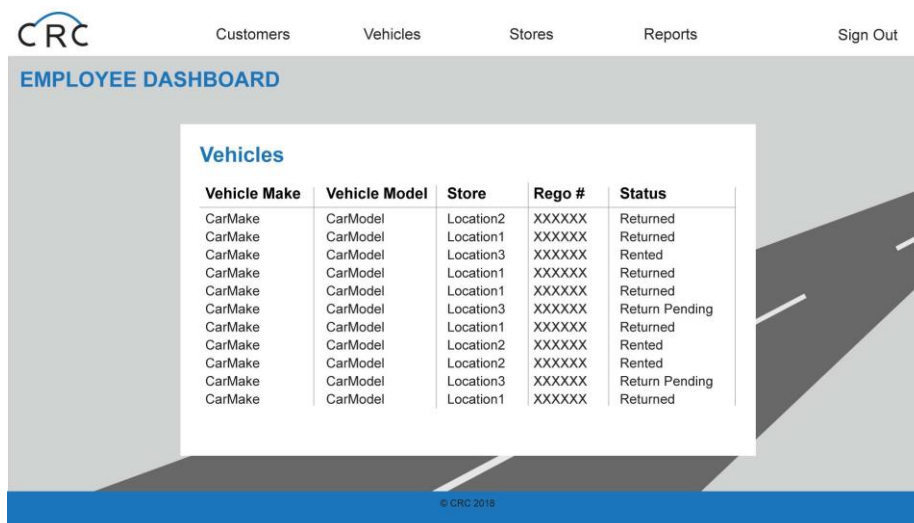 CRC Customers Vehicles Stores Reports Sign Out
EMPLOYEE DASHBOARD
Vehicles
Vehicle Make Vehicle Model Store Rego # Status
CarMake CarModel Location2 XXXXXX Returned
CarMake CarModel Location1 XXXXXX Returned
CarMake CarModel Location3 XXXXXX Rented
CarMake CarModel Location1 XXXXXX Returned
CarMake CarModel Location1 XXXXXX Returned
CarMake CarModel Location3 XXXXXX Return Pending
CarMake CarModel Location1 XXXXXX Returned
CarMake CarModel Location2 XXXXXX Rented
CarMake CarModel Location2 XXXXXX Rented
CarMake CarModel Location3 XXXXXX Return Pending
CarMake CarModel Location1 XXXXXX Returned
© CRC 2018